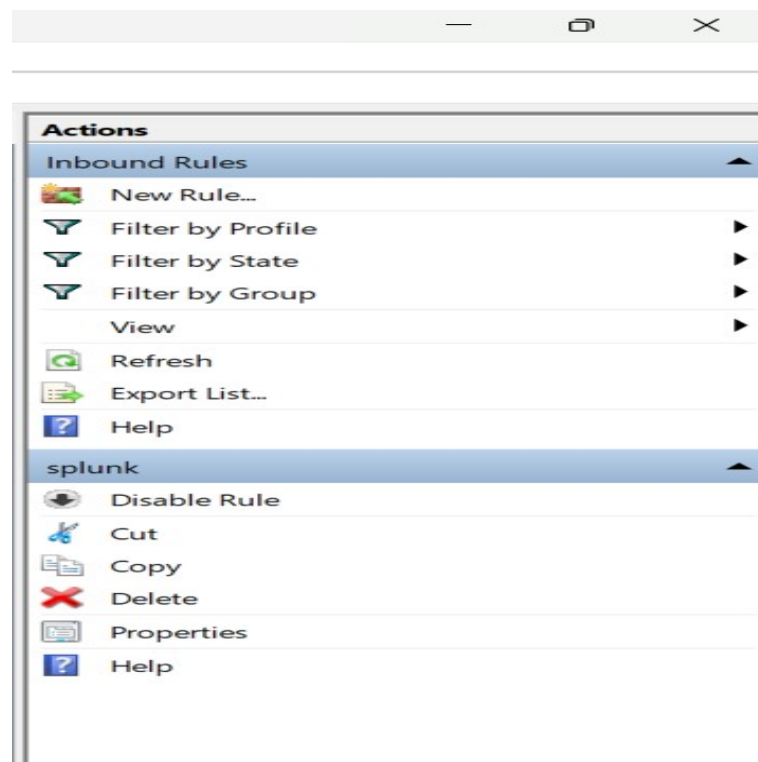 Actions
Inbound Rules
New Rule...
Filter by Profile
Filter by State
Filter by Group
View
Refresh
Export List...
Help
splunk
Disable Rule
Cut
Copy
Delete
Properties
Help